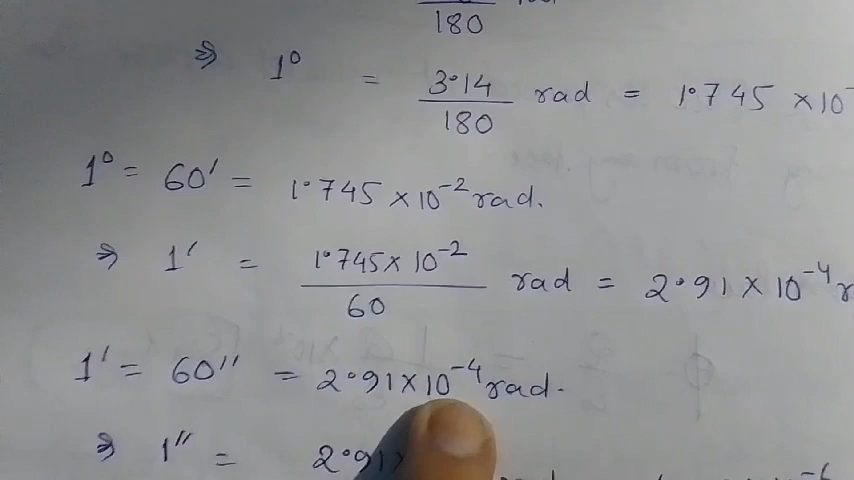 180
⇒ 1° = 3·14 / 180 rad = 1·745 × 10
1° = 60' = 1·745 × 10⁻² rad.
⇒ 1' = 1·745 × 10⁻² / 60 rad = 2·91 × 10⁻⁴ r
1' = 60'' = 2·91 × 10⁻⁴ rad.
⇒ 1'' = 2·91